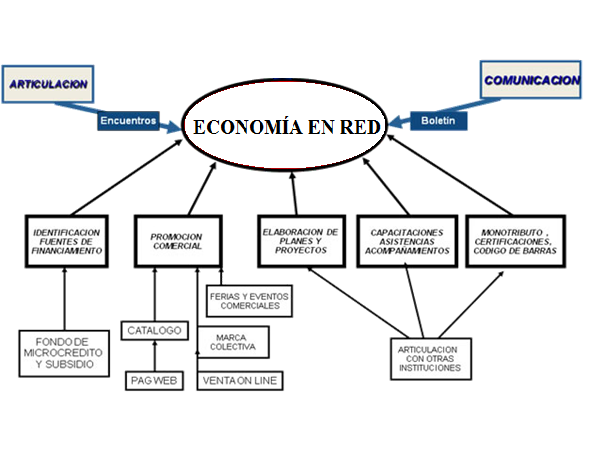 ARTICULACION
COMUNICACION
Encuentros
Boletín
ECONOMÍA EN RED
IDENTIFICACION
FUENTES DE
FINANCIAMIENTO
PROMOCION
COMERCIAL
ELABORACION DE
PLANES Y
PROYECTOS
CAPACITACIONES
ASISTENCIAS
ACOMPAÑAMIENTOS
MONOTRIBUTO ,
CERTIFICACIONES,
CODIGO DE BARRAS
FERIAS Y EVENTOS
COMERCIALES
FONDO DE
MICROCREDITO
Y SUBSIDIO
CATALOGO
MARCA
COLECTIVA
ARTICULACION
CON OTRAS
INSTITUCIONES
PAG WEB
VENTA ON LINE